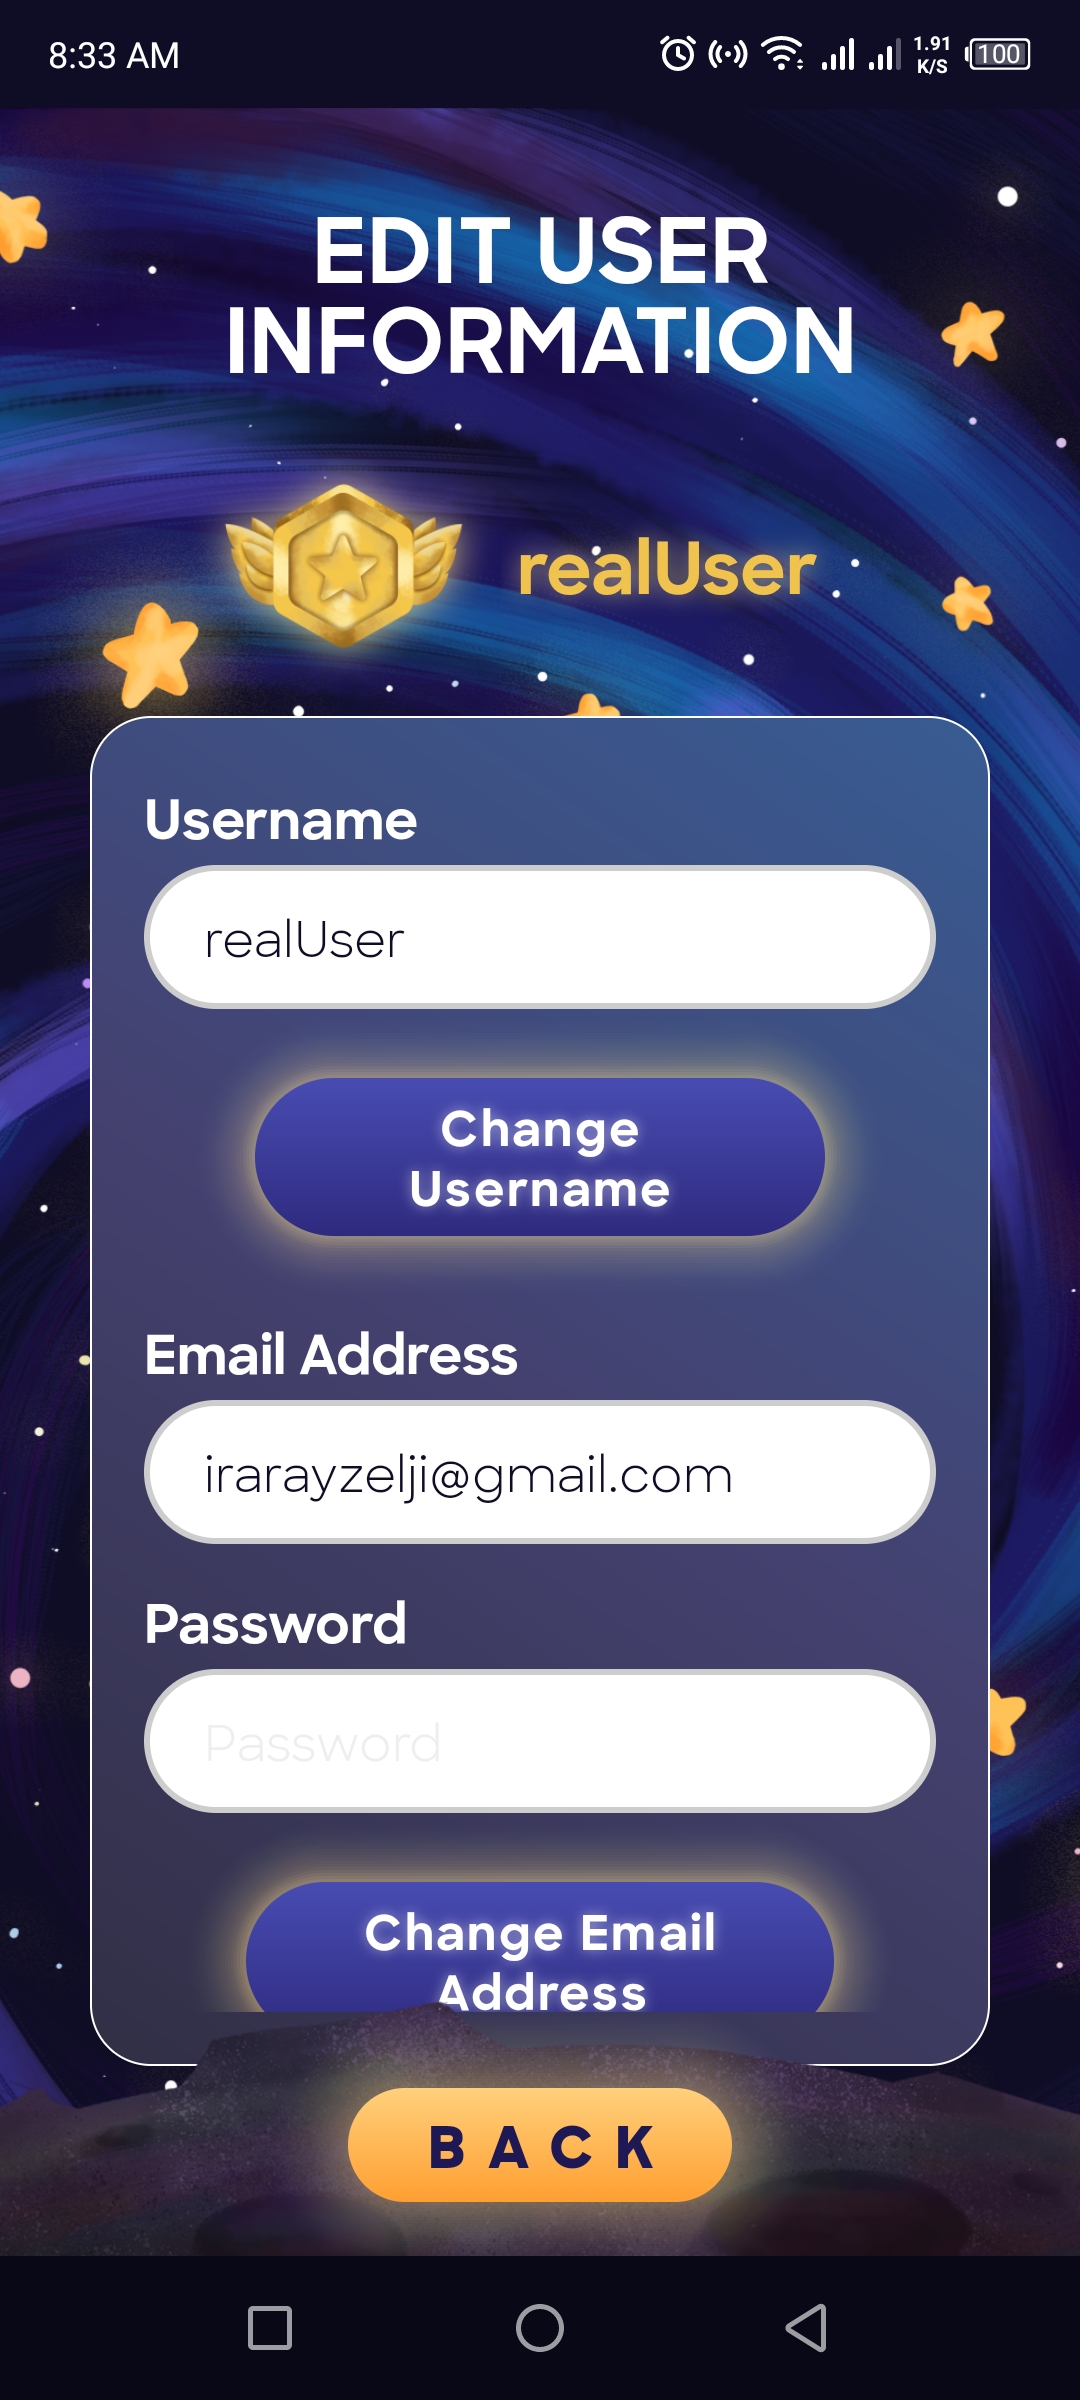 8:33 AM
1.91
K/S
100
EDIT USER
INFORMATION
realUser
Username
realUser
Change
Username
Email Address
irarayzelji@gmail.com
Password
Password
Change Email
Address
BACK